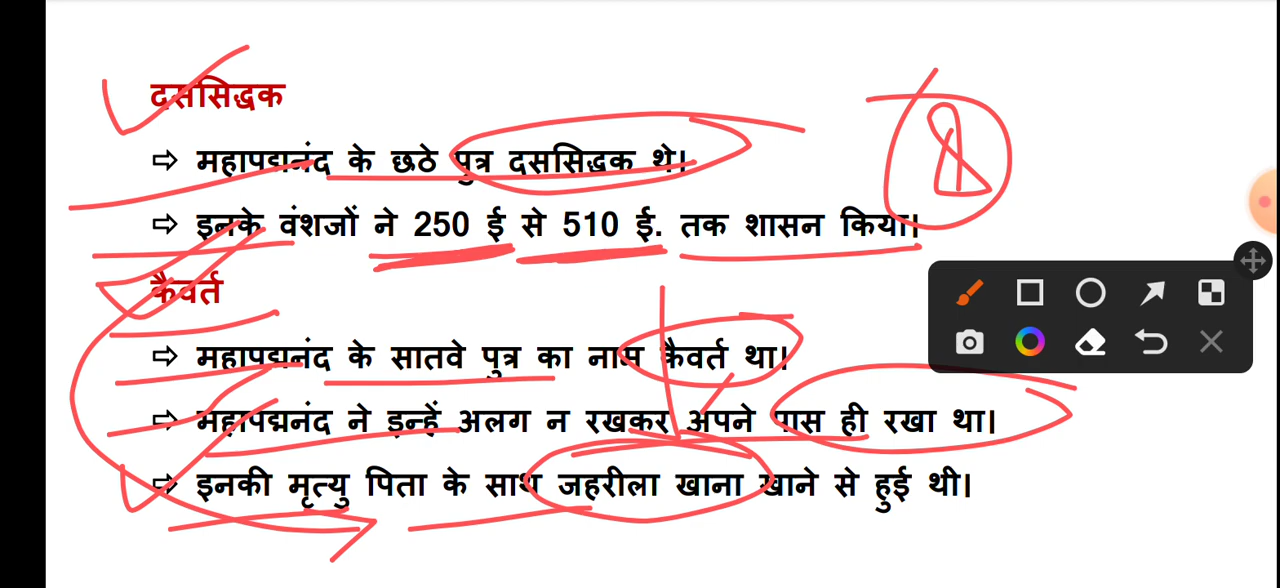 दससिद्धक
⇨ महापद्मनंद के छठे पुत्र दससिद्धक थे।
⇨ इनके वंशजों ने 250 ई से 510 ई. तक शासन किया।
8
कैवर्त
⇨ महापद्मनंद के सातवे पुत्र का नाम कैवर्त था।
⇨ महापद्मनंद ने इन्हें अलग न रखकर अपने पास ही रखा था।
⇨ इनकी मृत्यु पिता के साथ जहरीला खाना खाने से हुई थी।